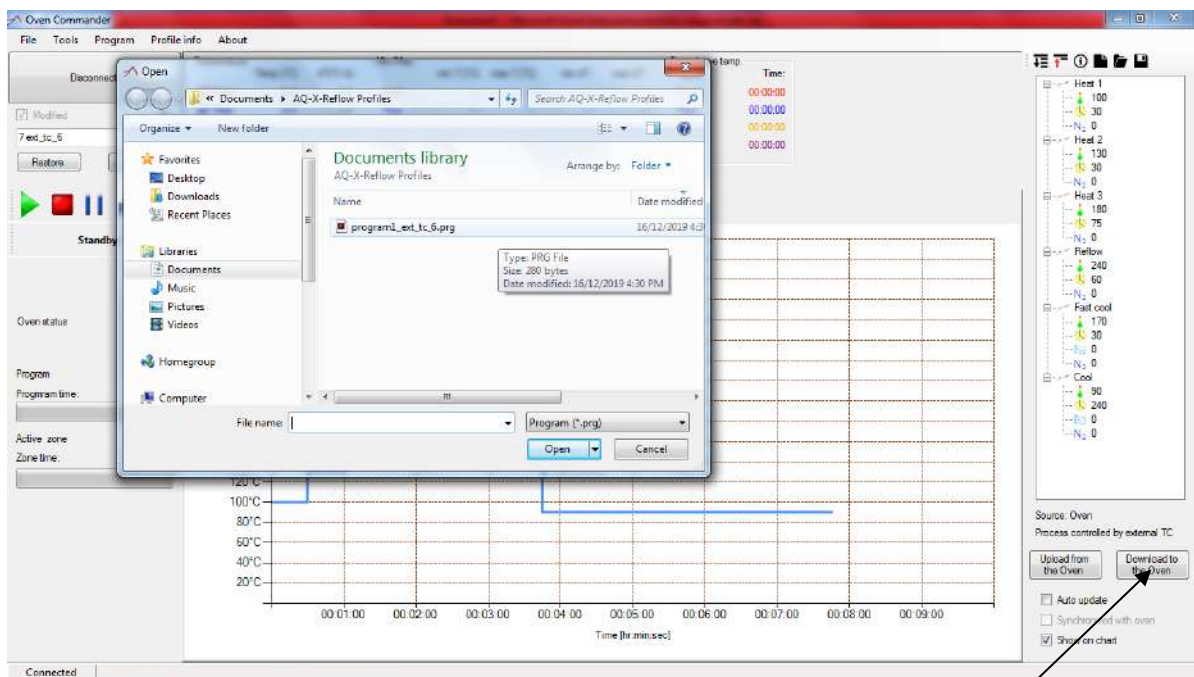 Oven Commander
File Tools Program Profile info About
Disconnect
Modified
7 ext_tc_6
Restore
Standby
Oven status
Program
Program time:
Active zone
Zone time:
Open
« Documents ▸ AQ-X-Reflow Profiles
Search AQ-X-Reflow Profiles
Organize New folder
Favorites
Desktop
Downloads
Recent Places
Libraries
Documents
Music
Pictures
Videos
Homegroup
Computer
Documents library
AQ-X-Reflow Profiles
Arrange by: Folder
Name Date modified
program1_ext_tc_6.prg 16/12/2019 4:3
Type: PRG File
Size: 280 bytes
Date modified: 16/12/2019 4:30 PM
File name:
Program (*.prg)
Open Cancel
temp.
Time:
00:00:00
00:00:00
00:00:00
00:00:00
120°C
100°C
80°C
60°C
40°C
20°C
00:01:00 00:02:00 00:03:00 00:04:00 00:05:00 00:06:00 00:07:00 00:08:00 00:09:00
Time [hr:min:sec]
Heat 1
100
30
N₂ 0
Heat 2
130
30
N₂ 0
Heat 3
180
75
N₂ 0
Reflow
240
60
N₂ 0
Fast cool
170
30
0
N₂ 0
Cool
90
240
0
N₂ 0
Source: Oven
Process controlled by external TC
Upload from the Oven
Download to the Oven
Auto update
Synchronized with oven
Show on chart
Connected